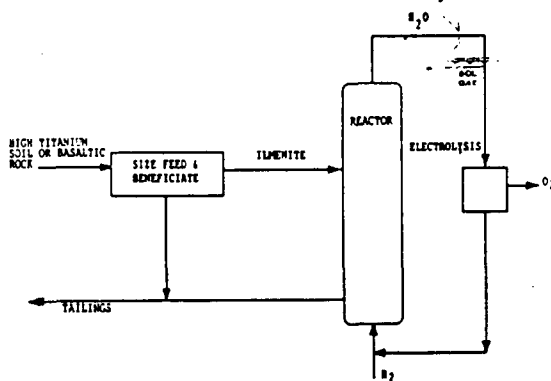 H₂O
REACTOR
HIGH TITANIUM
SOIL OR BASALTIC
ROCK
SIZE FEED &
BENEFICIATE
ILMENITE
ELECTROLYSIS
O₂
TAILINGS
H₂